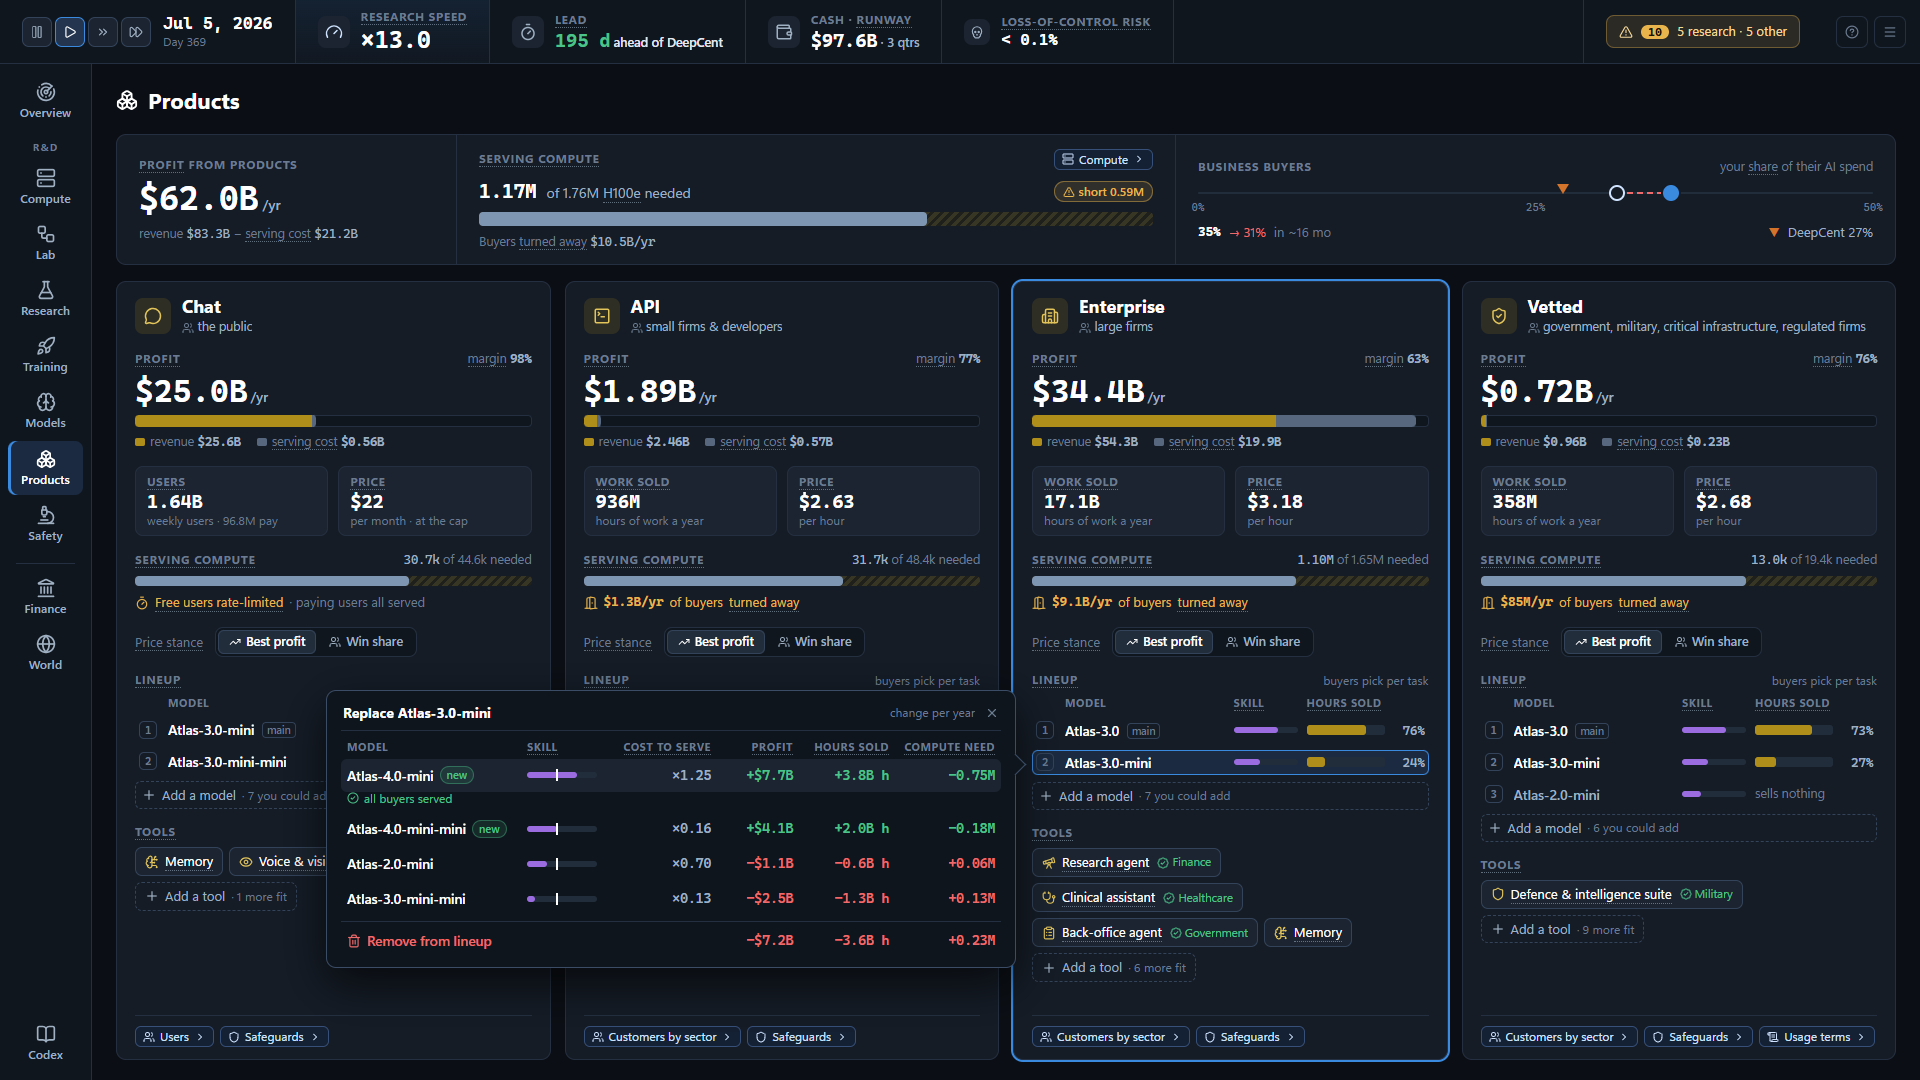 Jul 5, 2026
Day 369
RESEARCH SPEED
×13.0
LEAD
195 d ahead of DeepCent
CASH · RUNWAY
$97.6B · 3 qtrs
LOSS-OF-CONTROL RISK
< 0.1%
10 5 research · 5 other
Overview
R&D
Compute
Lab
Research
Training
Models
Products
Safety
Finance
World
Codex
Products
PROFIT FROM PRODUCTS
$62.0B /yr
revenue $83.3B – serving cost $21.2B
SERVING COMPUTE
Compute
1.17M of 1.76M H100e needed
short 0.59M
Buyers turned away $10.5B/yr
BUSINESS BUYERS
your share of their AI spend
0% 25% 50%
35% → 31% in ~16 mo
DeepCent 27%
Chat
the public
PROFIT margin 98%
$25.0B /yr
revenue $25.6B serving cost $0.56B
USERS
1.64B
weekly users · 96.8M pay
PRICE
$22
per month · at the cap
SERVING COMPUTE 30.7k of 44.6k needed
Free users rate-limited · paying users all served
Price stance Best profit Win share
LINEUP
MODEL
1 Atlas-3.0-mini main
2 Atlas-3.0-mini-mini
Add a model · 7 you could ad
TOOLS
Memory Voice & visi
Add a tool · 1 more fit
Users Safeguards
API
small firms & developers
PROFIT margin 77%
$1.89B /yr
revenue $2.46B serving cost $0.57B
WORK SOLD
936M
hours of work a year
PRICE
$2.63
per hour
SERVING COMPUTE 31.7k of 48.4k needed
$1.3B/yr of buyers turned away
Price stance Best profit Win share
LINEUP buyers pick per task
Customers by sector Safeguards
Replace Atlas-3.0-mini change per year
MODEL SKILL COST TO SERVE PROFIT HOURS SOLD COMPUTE NEED
Atlas-4.0-mini new ×1.25 +$7.7B +3.8B h −0.75M
all buyers served
Atlas-4.0-mini-mini new ×0.16 +$4.1B +2.0B h −0.18M
Atlas-2.0-mini ×0.70 −$1.1B −0.6B h +0.06M
Atlas-3.0-mini-mini ×0.13 −$2.5B −1.3B h +0.13M
Remove from lineup −$7.2B −3.6B h +0.23M
Enterprise
large firms
PROFIT margin 63%
$34.4B /yr
revenue $54.3B serving cost $19.9B
WORK SOLD
17.1B
hours of work a year
PRICE
$3.18
per hour
SERVING COMPUTE 1.10M of 1.65M needed
$9.1B/yr of buyers turned away
Price stance Best profit Win share
LINEUP buyers pick per task
MODEL SKILL HOURS SOLD
1 Atlas-3.0 main 76%
2 Atlas-3.0-mini 24%
Add a model · 7 you could add
TOOLS
Research agent Finance
Clinical assistant Healthcare
Back-office agent Government Memory
Add a tool · 6 more fit
Customers by sector Safeguards
Vetted
government, military, critical infrastructure, regulated firms
PROFIT margin 76%
$0.72B /yr
revenue $0.96B serving cost $0.23B
WORK SOLD
358M
hours of work a year
PRICE
$2.68
per hour
SERVING COMPUTE 13.0k of 19.4k needed
$85M/yr of buyers turned away
Price stance Best profit Win share
LINEUP buyers pick per task
MODEL SKILL HOURS SOLD
1 Atlas-3.0 main 73%
2 Atlas-3.0-mini 27%
3 Atlas-2.0-mini sells nothing
Add a model · 6 you could add
TOOLS
Defence & intelligence suite Military
Add a tool · 9 more fit
Customers by sector Safeguards Usage terms